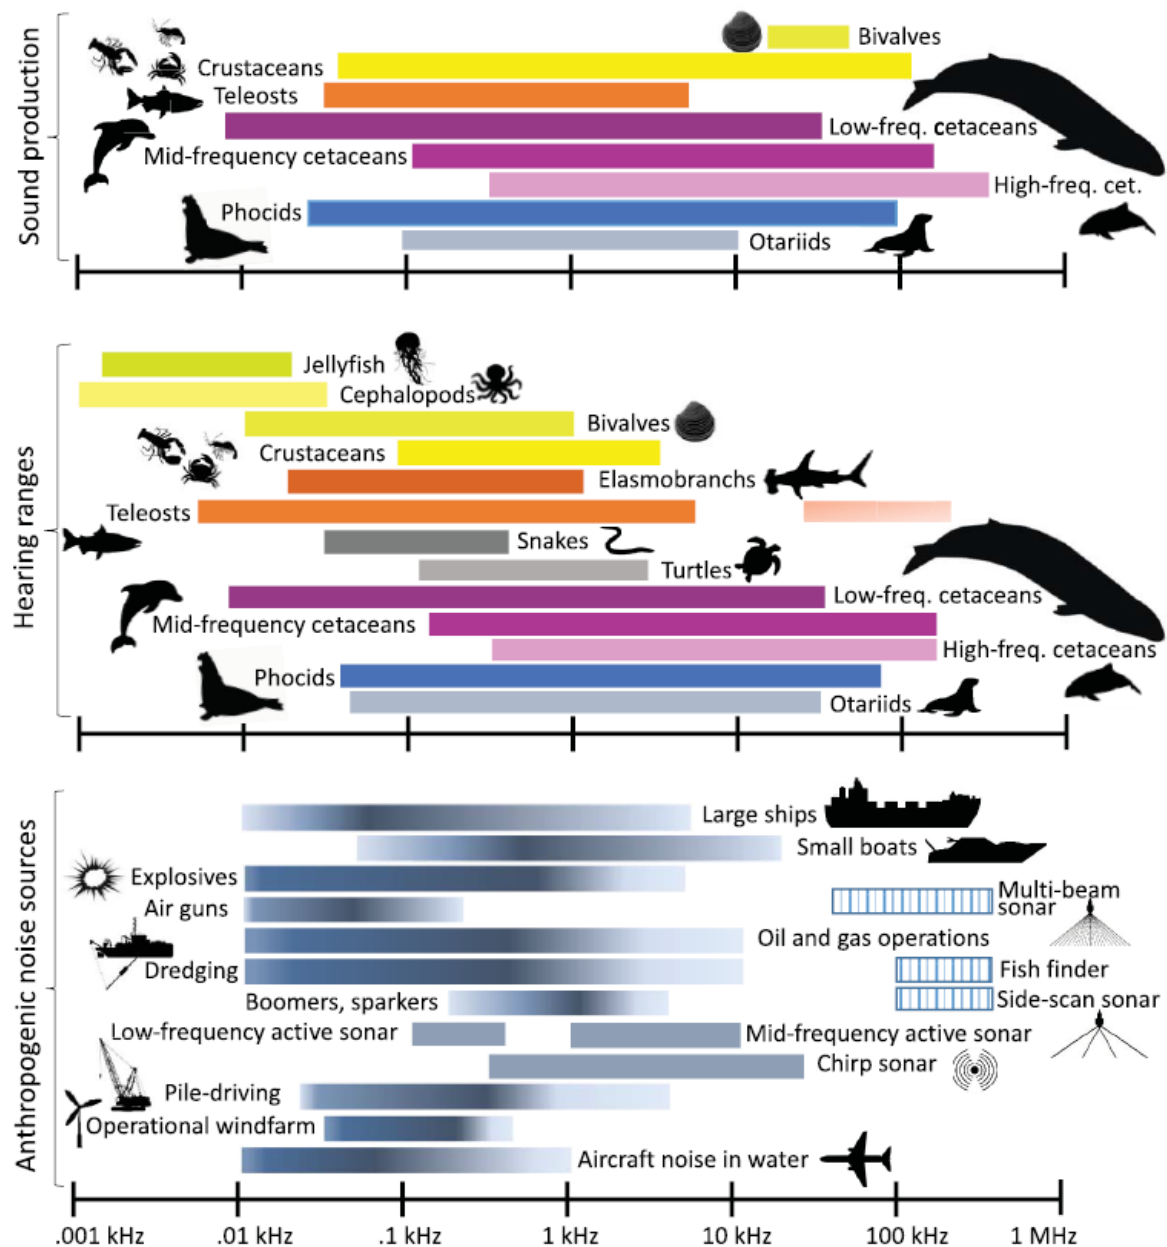 Sound production
Bivalves
Crustaceans
Teleosts
Low-freq. cetaceans
Mid-frequency cetaceans
High-freq. cet.
Phocids
Otariids
Hearing ranges
Jellyfish
Cephalopods
Bivalves
Crustaceans
Elasmobranchs
Teleosts
Snakes
Turtles
Low-freq. cetaceans
Mid-frequency cetaceans
High-freq. cetaceans
Phocids
Otariids
Anthropogenic noise sources
Large ships
Small boats
Explosives
Multi-beam
sonar
Air guns
Oil and gas operations
Dredging
Fish finder
Boomers, sparkers
Side-scan sonar
Low-frequency active sonar
Mid-frequency active sonar
Chirp sonar
Pile-driving
Operational windfarm
Aircraft noise in water
.001 kHz .01 kHz .1 kHz 1 kHz 10 kHz 100 kHz 1 MHz